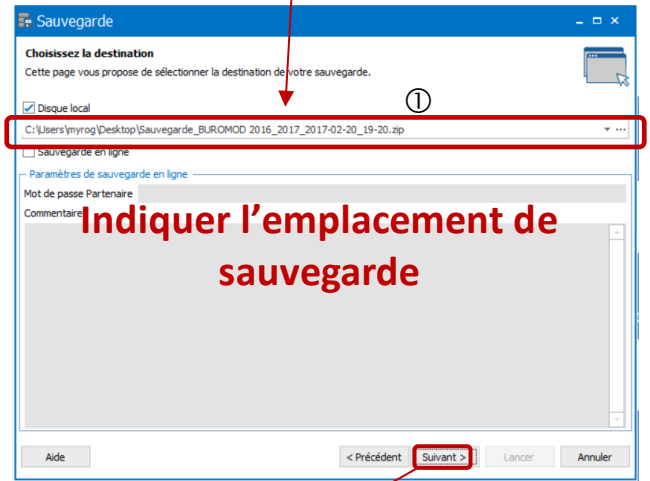 Sauvegarde
Choisissez la destination
Cette page vous propose de sélectionner la destination de votre sauvegarde.
①
Disque local
C:\Users\myrog\Desktop\Sauvegarde_BUROMOD 2016_2017_2017-02-20_19-20.zip
Sauvegarde en ligne
Paramètres de sauvegarde en ligne
Mot de passe Partenaire
Commentaire
Indiquer l’emplacement de
sauvegarde
Aide
< Précédent
Suivant >
Lancer
Annuler